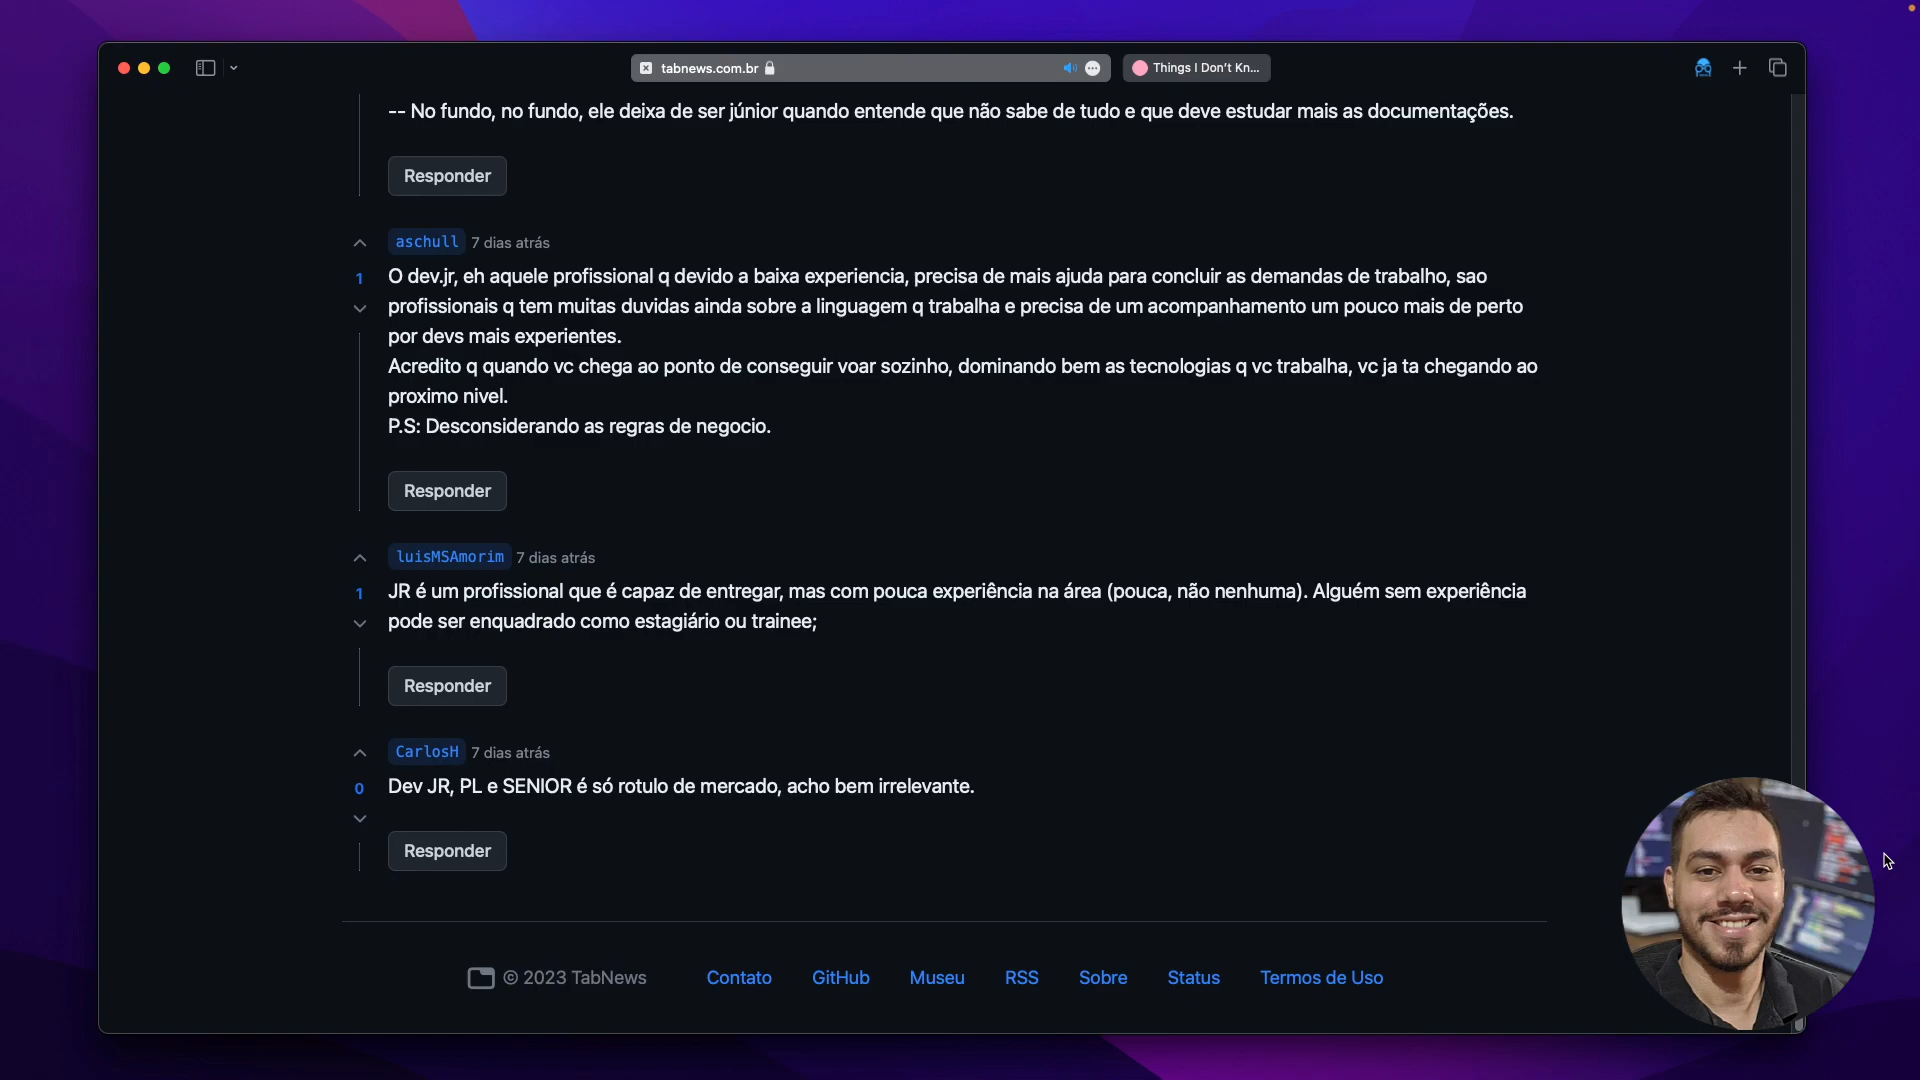 tabnews.com.br
Things I Don't Kn...
-- No fundo, no fundo, ele deixa de ser júnior quando entende que não sabe de tudo e que deve estudar mais as documentações.
Responder
aschull 7 dias atrás
1
O dev.jr, eh aquele profissional q devido a baixa experiencia, precisa de mais ajuda para concluir as demandas de trabalho, sao
profissionais q tem muitas duvidas ainda sobre a linguagem q trabalha e precisa de um acompanhamento um pouco mais de perto
por devs mais experientes.
Acredito q quando vc chega ao ponto de conseguir voar sozinho, dominando bem as tecnologias q vc trabalha, vc ja ta chegando ao
proximo nivel.
P.S: Desconsiderando as regras de negocio.
Responder
luisMSAmorim 7 dias atrás
1
JR é um profissional que é capaz de entregar, mas com pouca experiência na área (pouca, não nenhuma). Alguém sem experiência
pode ser enquadrado como estagiário ou trainee;
Responder
CarlosH 7 dias atrás
0
Dev JR, PL e SENIOR é só rotulo de mercado, acho bem irrelevante.
Responder
© 2023 TabNews Contato GitHub Museu RSS Sobre Status Termos de Uso